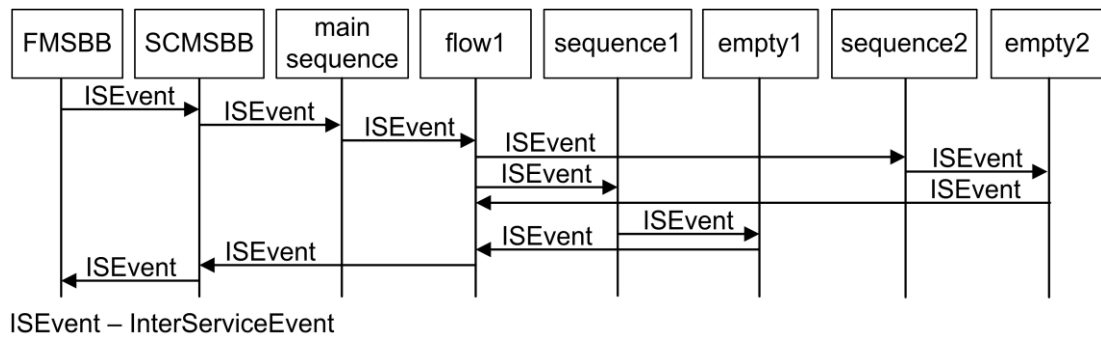 FMSBB SCMSBB main sequence flow1 sequence1 empty1 sequence2 empty2
ISEvent
ISEvent
ISEvent
ISEvent
ISEvent
ISEvent
ISEvent
ISEvent
ISEvent
ISEvent
ISEvent
ISEvent – InterServiceEvent